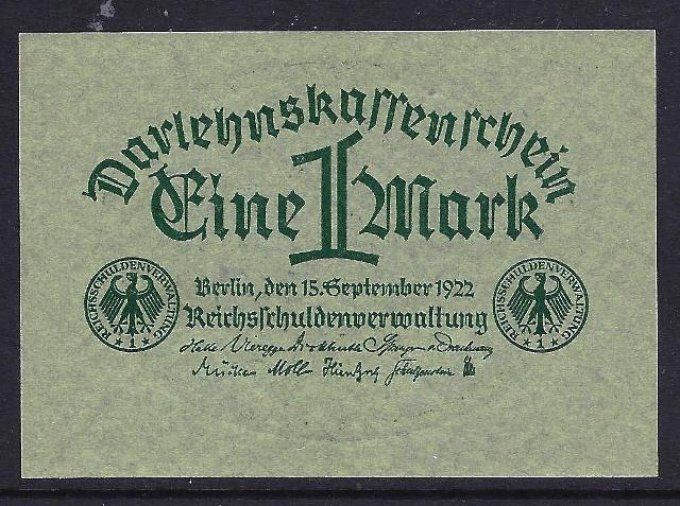 Darlehnskassenschein
Eine 1 Mark
Berlin, den 15. September 1922
Reichsschuldenverwaltung
REICHSSCHULDENVERWALTUNG
* 1 *
REICHSSCHULDENVERWALTUNG
* 1 *